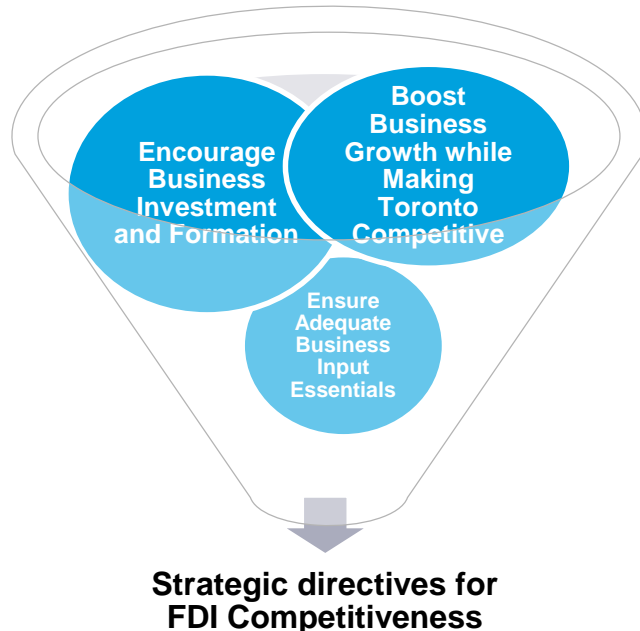 Encourage
Business
Investment
and Formation
Boost
Business
Growth while
Making
Toronto
Competitive
Ensure
Adequate
Business
Input
Essentials
Strategic directives for
FDI Competitiveness